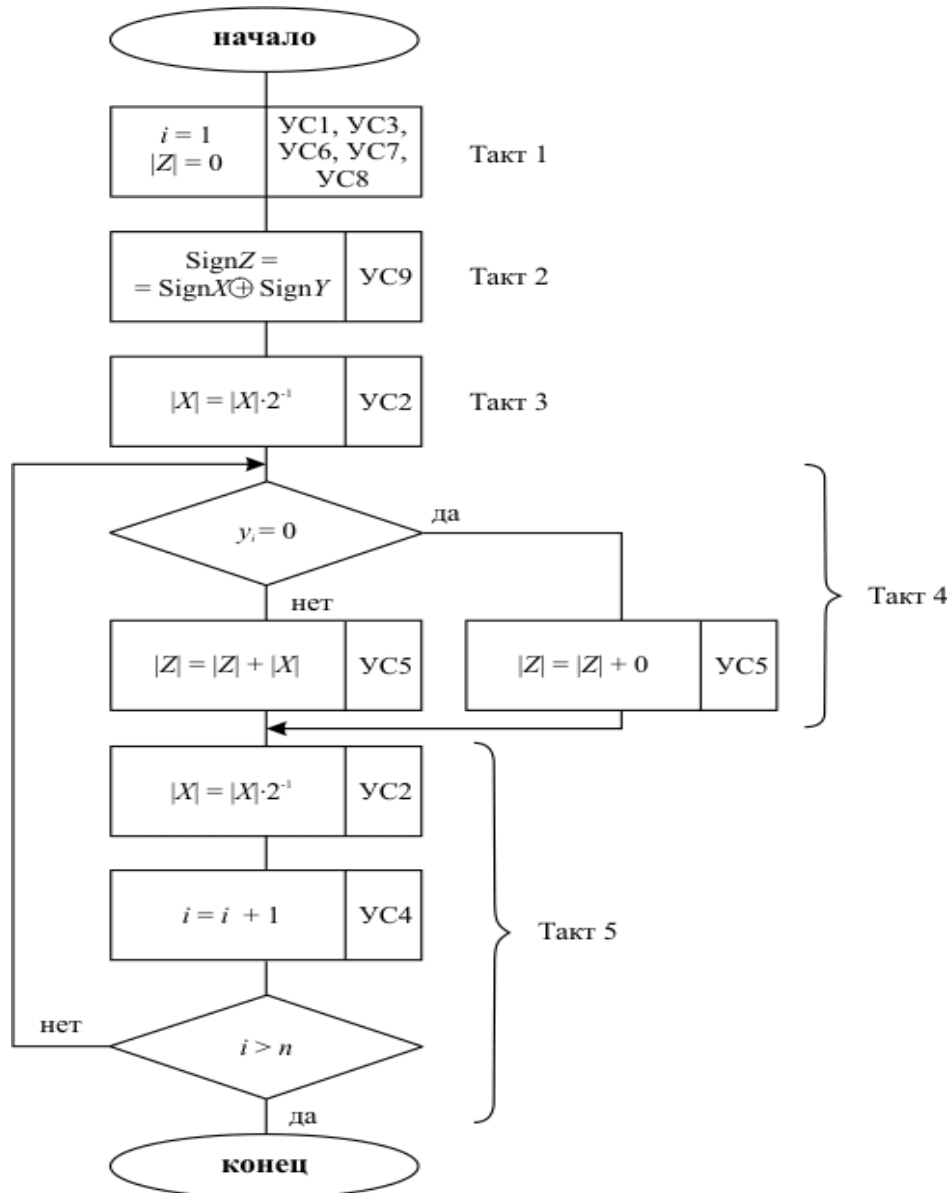 начало
i = 1
|Z| = 0
УС1, УС3,
УС6, УС7,
УС8
Такт 1
SignZ =
= SignX⊕ SignY
УС9
Такт 2
|X| = |X|·2⁻¹
УС2
Такт 3
yᵢ = 0
да
нет
Такт 4
|Z| = |Z| + |X|
УС5
|Z| = |Z| + 0
УС5
|X| = |X|·2⁻¹
УС2
i = i + 1
УС4
Такт 5
нет
i > n
да
конец